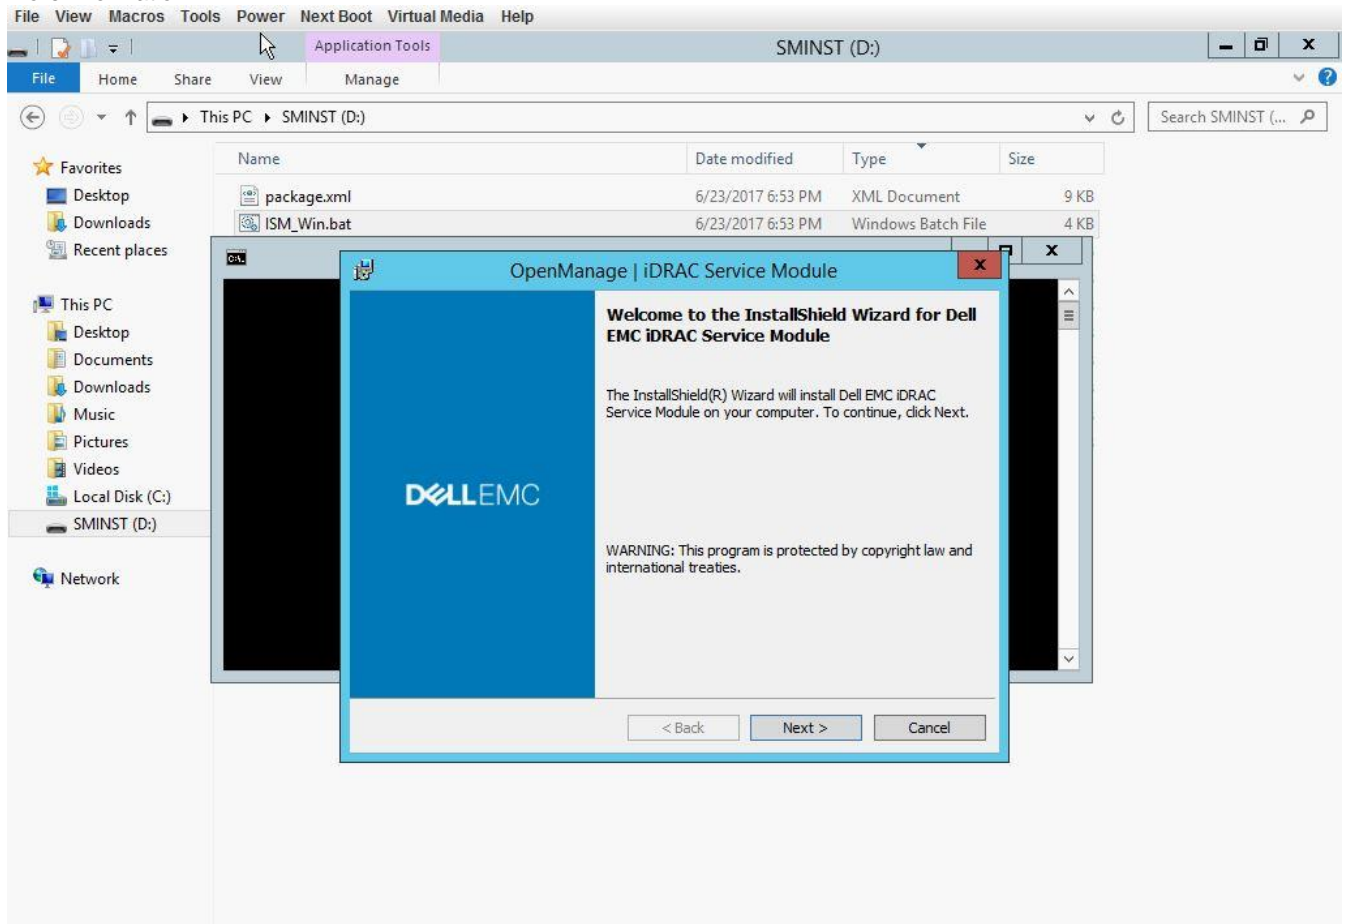 File View Macros Tools Power Next Boot Virtual Media Help
Application Tools SMINST (D:)
File Home Share View Manage
This PC SMINST (D:) Search SMINST (...
Name Date modified Type Size
Favorites
Desktop
Downloads
Recent places
package.xml 6/23/2017 6:53 PM XML Document 9 KB
ISM_Win.bat 6/23/2017 6:53 PM Windows Batch File 4 KB
This PC
Desktop
Documents
Downloads
Music
Pictures
Videos
Local Disk (C:)
SMINST (D:)
Network
C:\.
OpenManage | iDRAC Service Module
Welcome to the InstallShield Wizard for Dell
EMC iDRAC Service Module
The InstallShield(R) Wizard will install Dell EMC iDRAC
Service Module on your computer. To continue, click Next.
DELLEMC
WARNING: This program is protected by copyright law and
international treaties.
< Back Next > Cancel